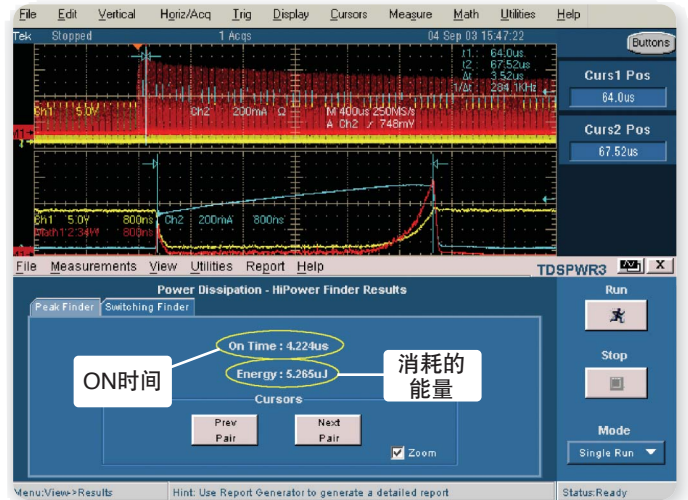 File Edit Vertical Horiz/Acq Trig Display Cursors Measure Math Utilities Help
Tek Stopped 1 Acqs 04 Sep 03 15:47:22
Buttons
t1: 64.0us
t2: 67.52us
Δt: 3.52us
1/Δt: 284.1KHz
Curs1 Pos
64.0us
Ch1 5.0V Ch2 200mA Ω M 400us 250MS/s
A Ch2 748mV
Curs2 Pos
67.52us
Ch1 5.0V 800ns Ch2 200mA 800ns
Math1 2.34W 800ns
File Measurements View Utilities Report Help TDSPWR3 X
Power Dissipation - HiPower Finder Results
Run
Peak Finder Switching Finder
On Time : 4.224us
Energy : 5.265uJ
ON时间
消耗的
能量
Stop
Cursors
Prev
Pair
Next
Pair
Zoom
Mode
Single Run
Menu:View->Results Hint: Use Report Generator to generate a detailed report Status:Ready